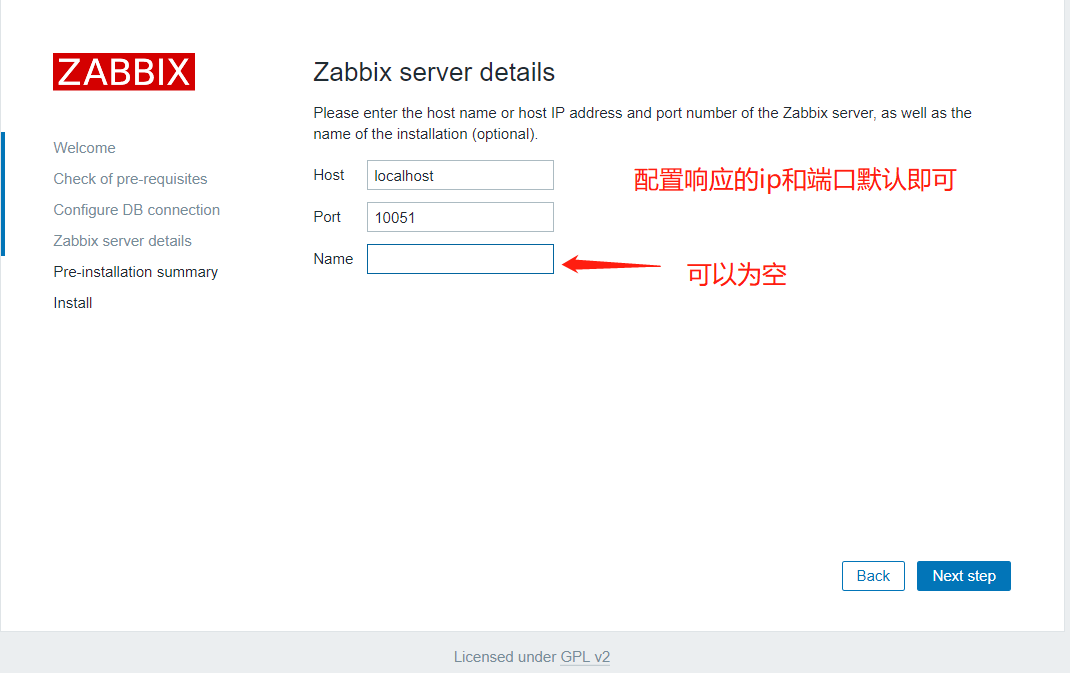 ZABBIX
Welcome
Check of pre-requisites
Configure DB connection
Zabbix server details
Pre-installation summary
Install
Zabbix server details
Please enter the host name or host IP address and port number of the Zabbix server, as well as the
name of the installation (optional).
Host localhost
配置响应的ip和端口默认即可
Port 10051
Name
可以为空
Back Next step
Licensed under GPL v2